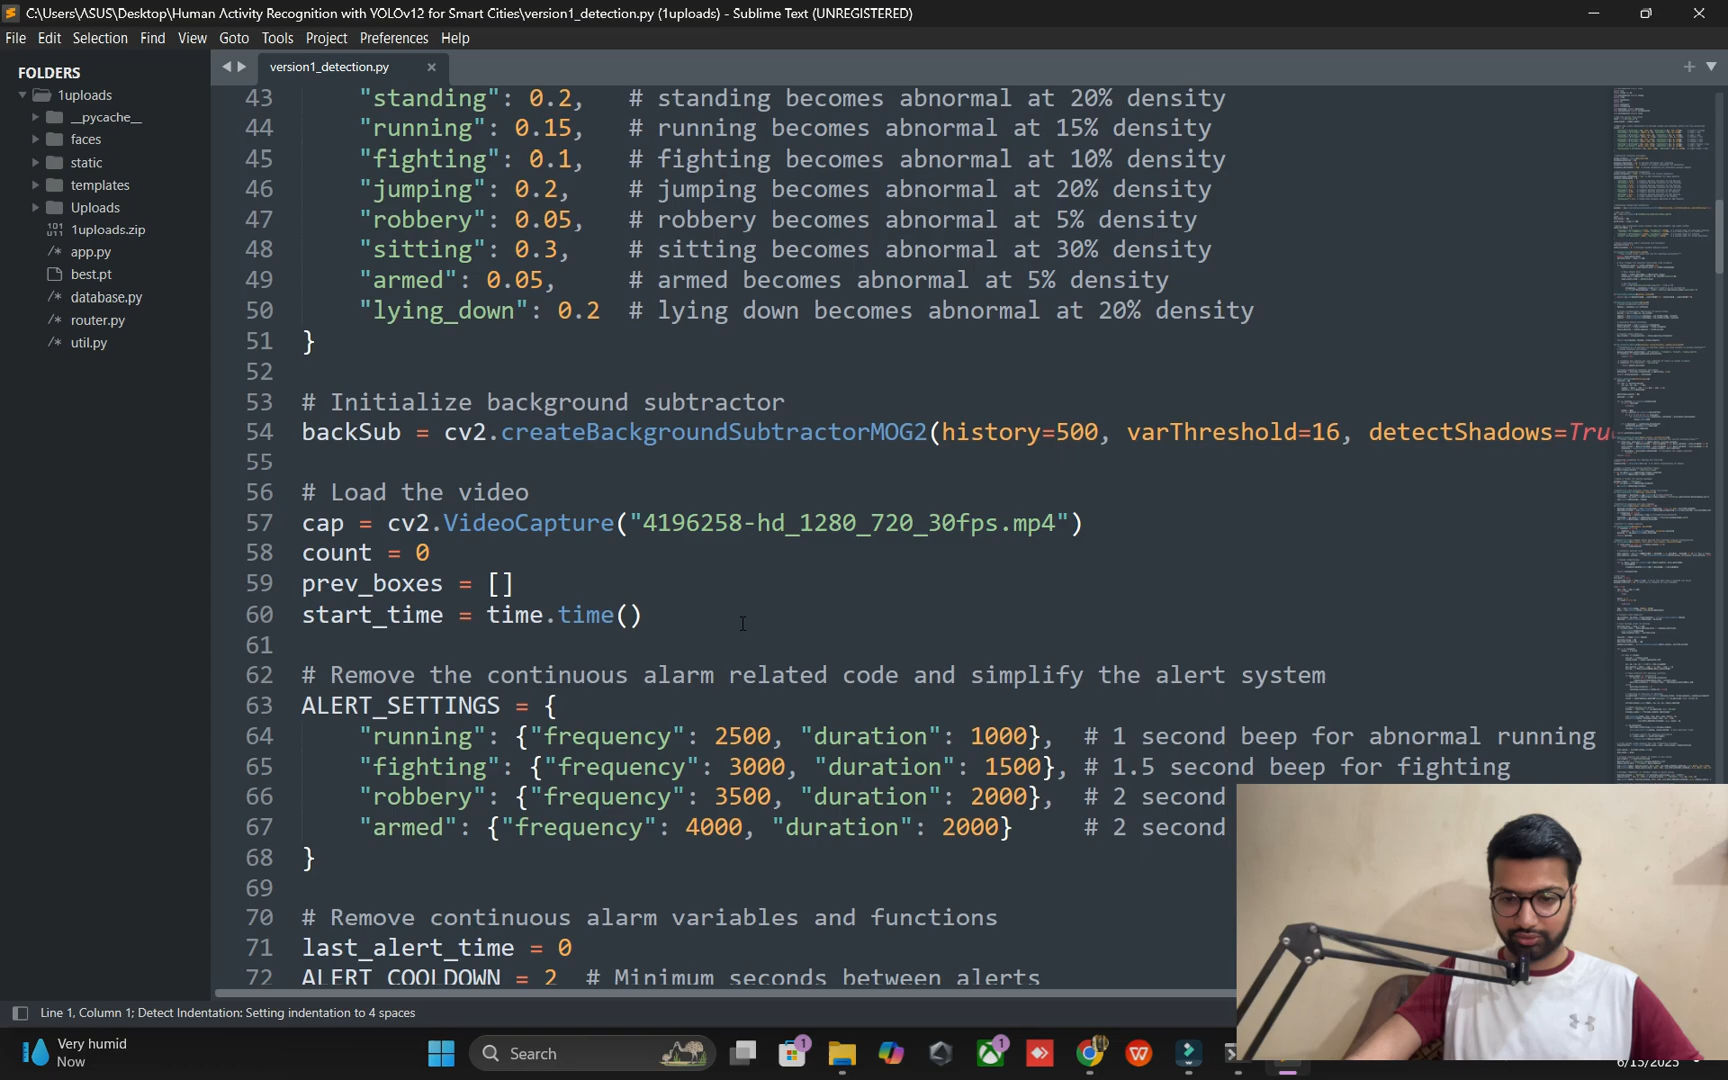 C:\Users\ASUS\Desktop\Human Activity Recognition with YOLOv12 for Smart Cities\version1_detection.py (1uploads) - Sublime Text (UNREGISTERED)
File Edit Selection Find View Goto Tools Project Preferences Help
FOLDERS
1uploads
__pycache__
faces
static
templates
Uploads
1uploads.zip
app.py
best.pt
database.py
router.py
util.py
version1_detection.py
43 "standing": 0.2, # standing becomes abnormal at 20% density
44 "running": 0.15, # running becomes abnormal at 15% density
45 "fighting": 0.1, # fighting becomes abnormal at 10% density
46 "jumping": 0.2, # jumping becomes abnormal at 20% density
47 "robbery": 0.05, # robbery becomes abnormal at 5% density
48 "sitting": 0.3, # sitting becomes abnormal at 30% density
49 "armed": 0.05, # armed becomes abnormal at 5% density
50 "lying_down": 0.2 # lying down becomes abnormal at 20% density
51 }
52
53 # Initialize background subtractor
54 backSub = cv2.createBackgroundSubtractorMOG2(history=500, varThreshold=16, detectShadows=Tru
55
56 # Load the video
57 cap = cv2.VideoCapture("4196258-hd_1280_720_30fps.mp4")
58 count = 0
59 prev_boxes = []
60 start_time = time.time()
61
62 # Remove the continuous alarm related code and simplify the alert system
63 ALERT_SETTINGS = {
64 "running": {"frequency": 2500, "duration": 1000}, # 1 second beep for abnormal running
65 "fighting": {"frequency": 3000, "duration": 1500}, # 1.5 second beep for fighting
66 "robbery": {"frequency": 3500, "duration": 2000}, # 2 second
67 "armed": {"frequency": 4000, "duration": 2000} # 2 second
68 }
69
70 # Remove continuous alarm variables and functions
71 last_alert_time = 0
72 ALERT_COOLDOWN = 2 # Minimum seconds between alerts
Line 1, Column 1; Detect Indentation: Setting indentation to 4 spaces
Very humid
Now
Search
1
1
6/15/2025